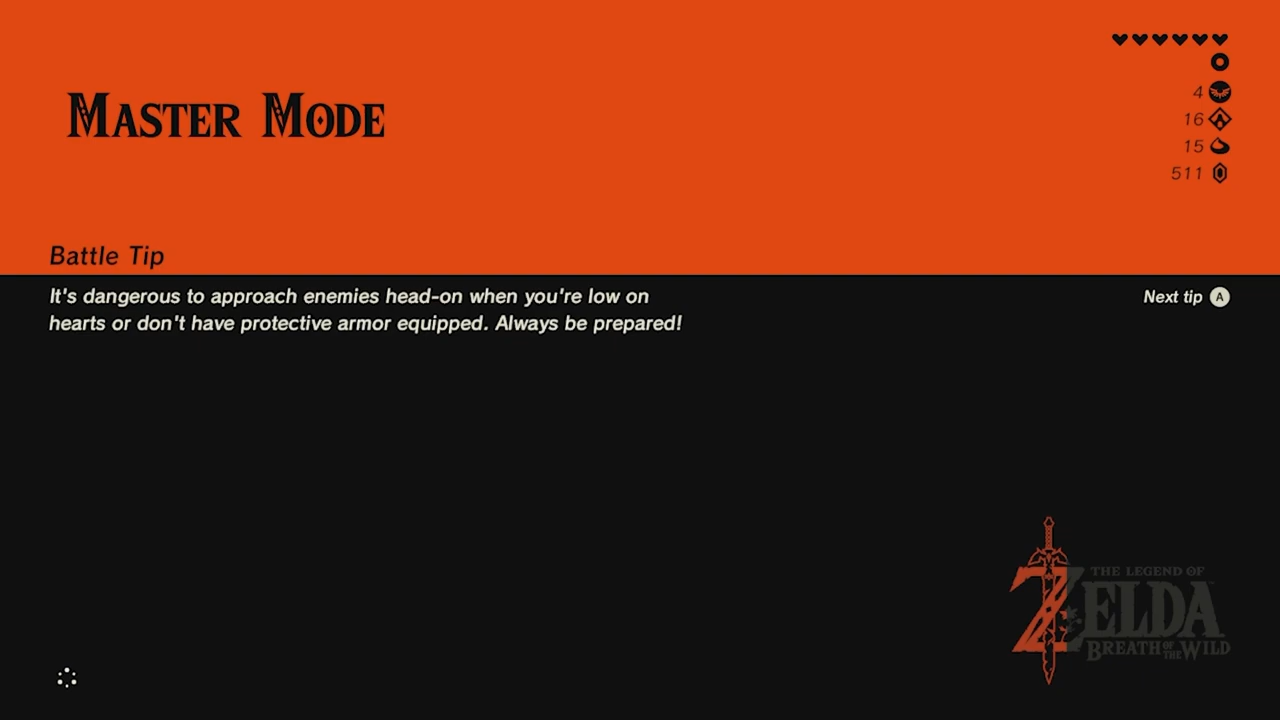 MASTER MODE
4
16
15
511
Battle Tip
It's dangerous to approach enemies head-on when you're low on
hearts or don't have protective armor equipped. Always be prepared!
Next tip A
THE LEGEND OF
ZELDA
BREATH OF THE WILD